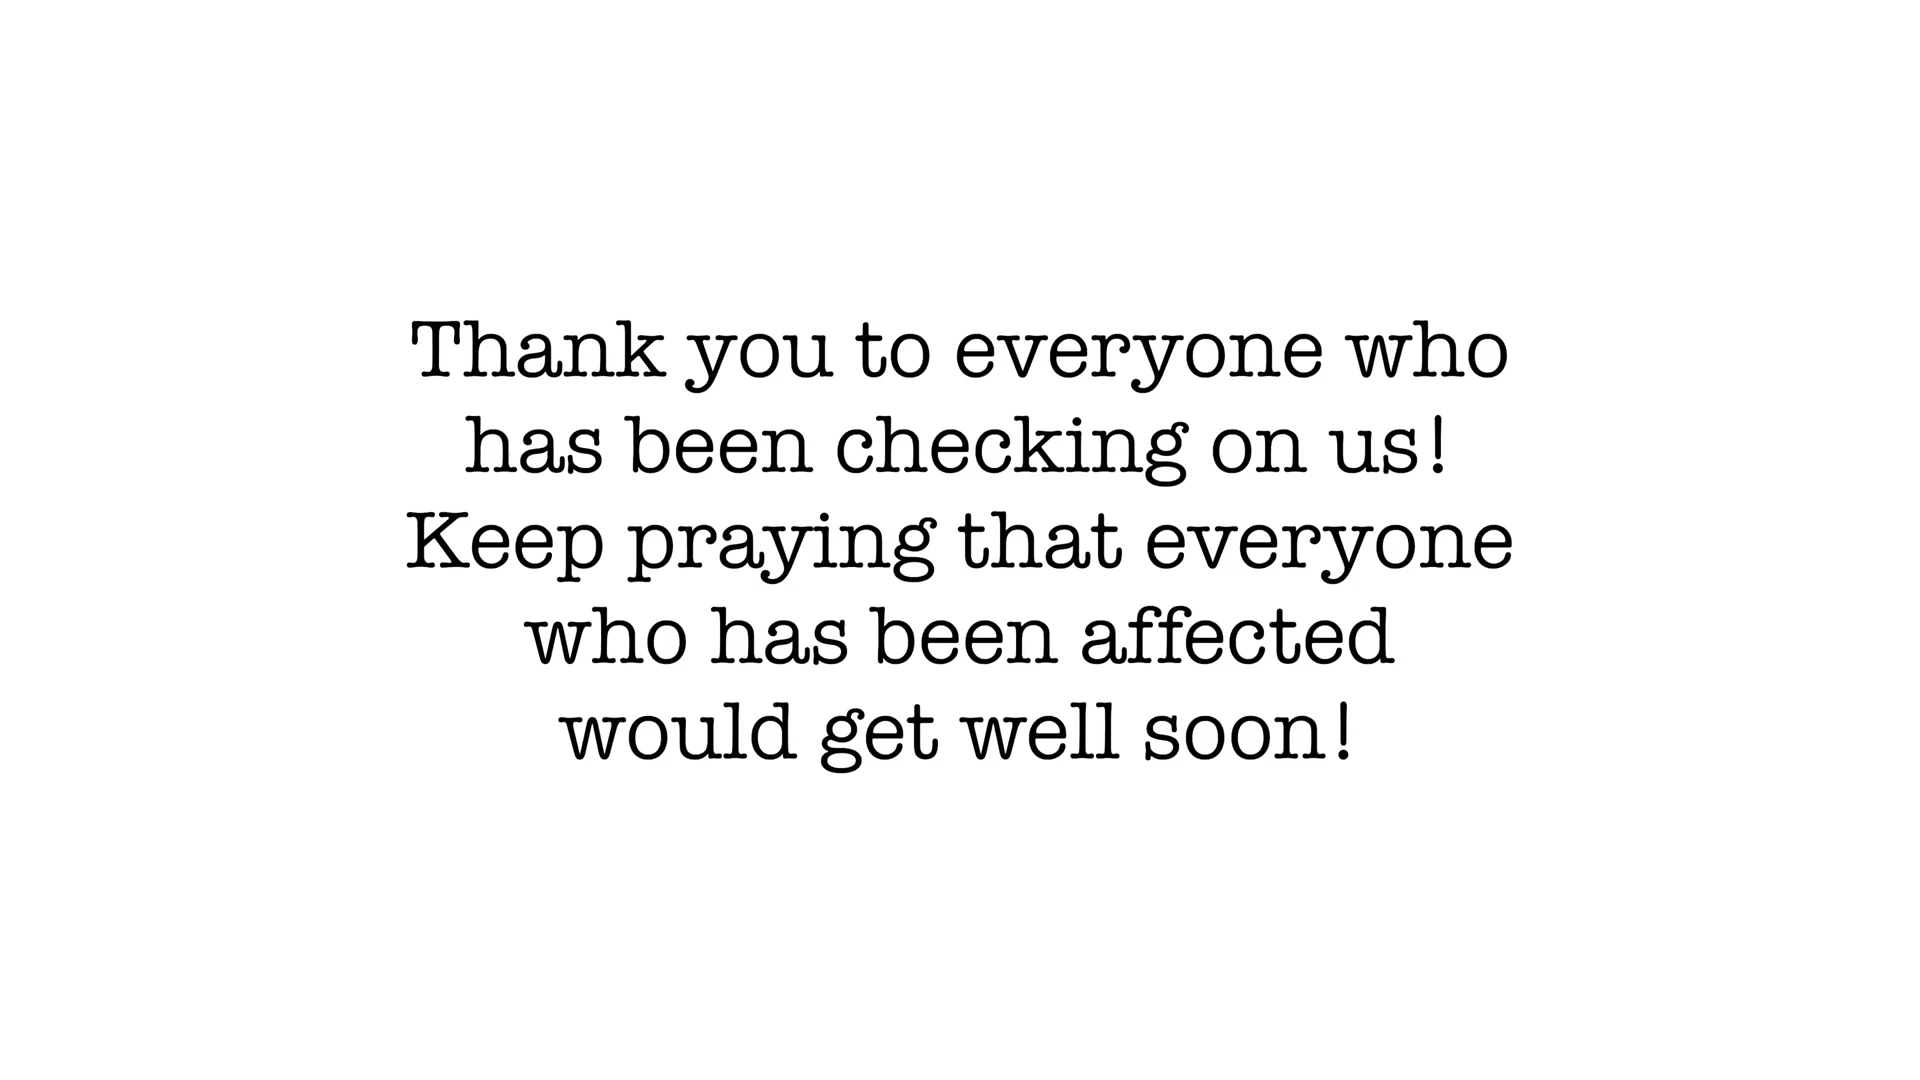 Thank you to everyone who
has been checking on us!
Keep praying that everyone
who has been affected
would get well soon!